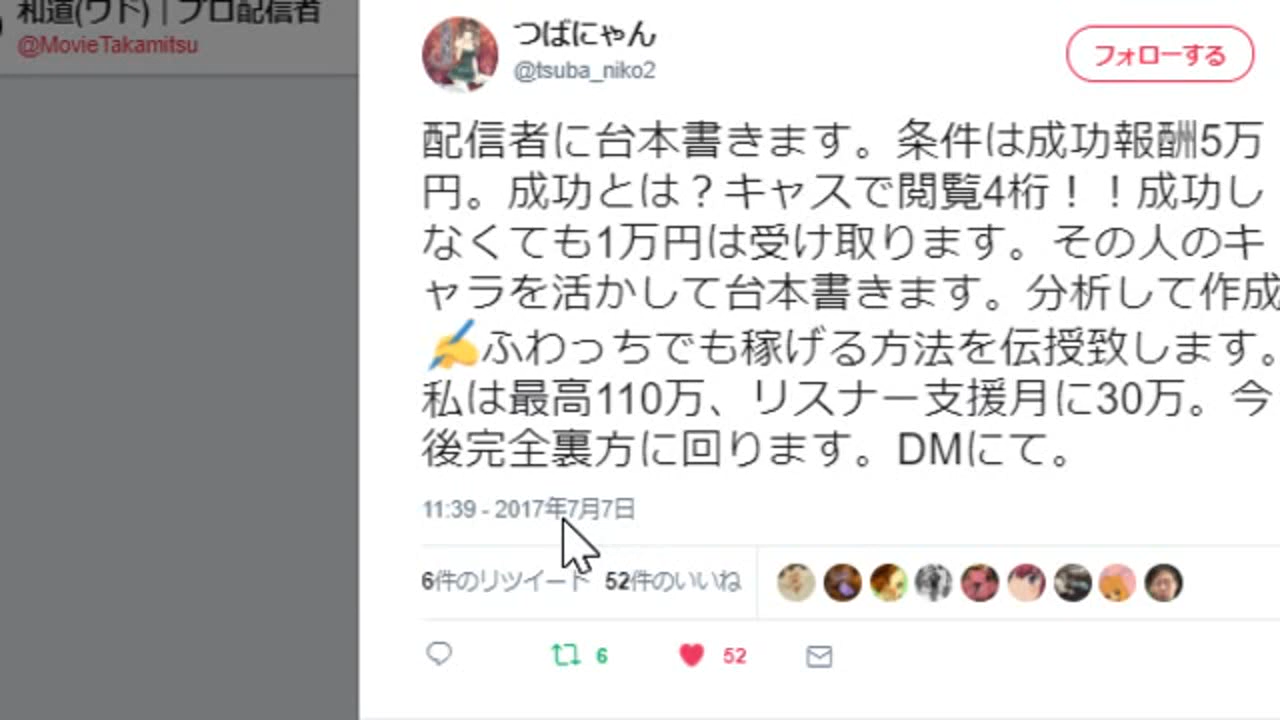 和道(ワド)｜プロ配信者
@MovieTakamitsu
つばにゃん
@tsuba_niko2
フォローする
配信者に台本書きます。条件は成功報酬5万
円。成功とは？キャスで閲覧4桁！！成功し
なくても1万円は受け取ります。その人のキ
ャラを活かして台本書きます。分析して作成
✍ふわっちでも稼げる方法を伝授致します。
私は最高110万、リスナー支援月に30万。今
後完全裏方に回ります。DMにて。
11:39 - 2017年7月7日
6件のリツイート 52件のいいね
6 52